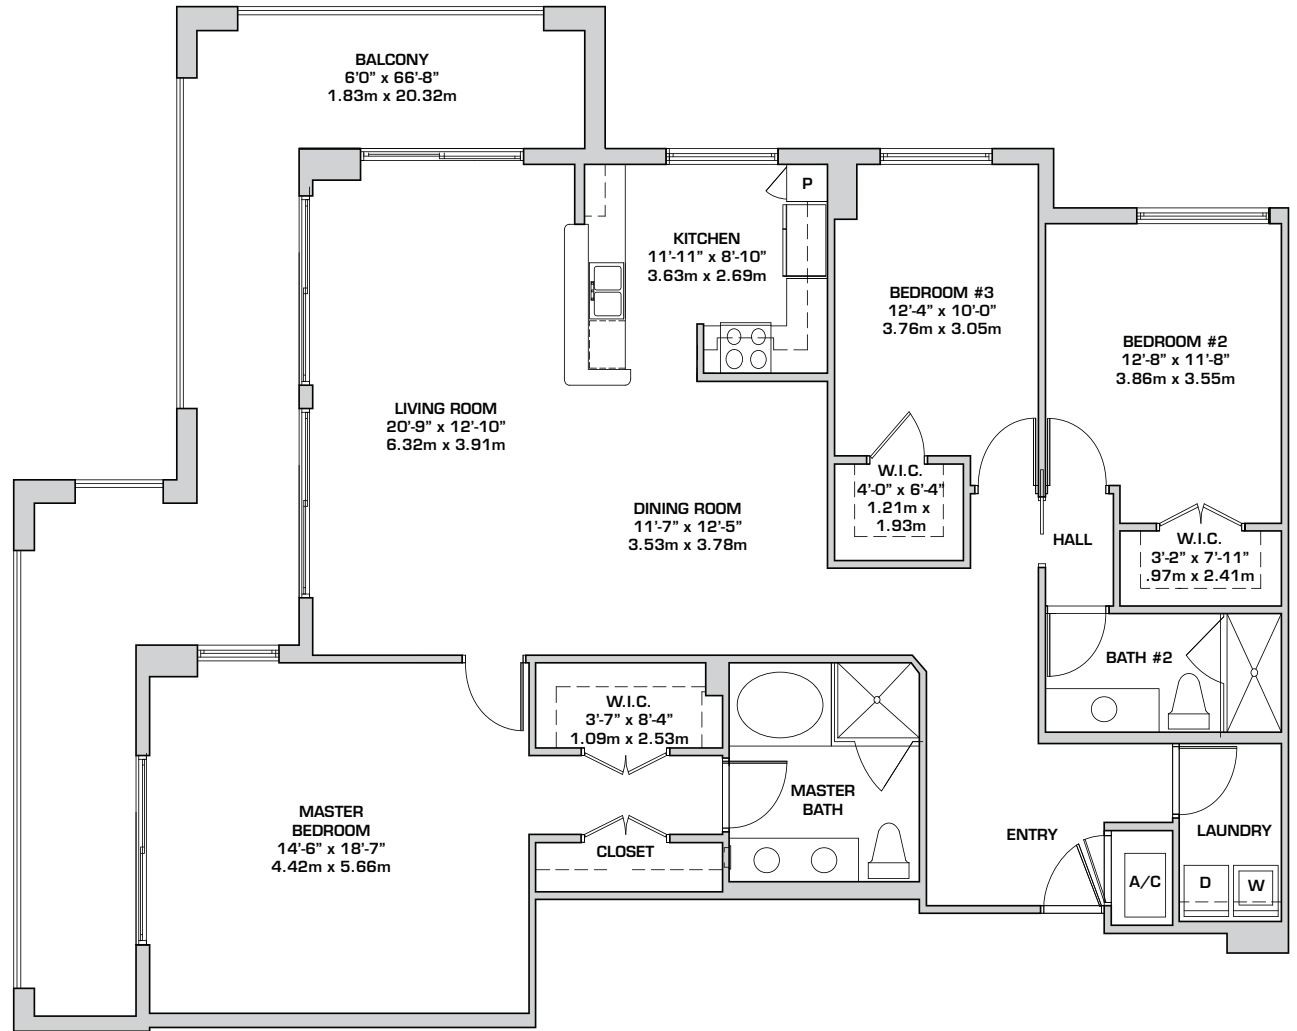 BALCONY
6'0" x 66'-8"
1.83m x 20.32m
P
KITCHEN
11'-11" x 8'-10"
3.63m x 2.69m
BEDROOM #3
12'-4" x 10'-0"
3.76m x 3.05m
BEDROOM #2
12'-8" x 11'-8"
3.86m x 3.55m
LIVING ROOM
20'-9" x 12'-10"
6.32m x 3.91m
W.I.C.
4'-0" x 6'-4"
1.21m x
1.93m
DINING ROOM
11'-7" x 12'-5"
3.53m x 3.78m
HALL
W.I.C.
3'-2" x 7'-11"
.97m x 2.41m
BATH #2
W.I.C.
3'-7" x 8'-4"
1.09m x 2.53m
MASTER
BATH
MASTER
BEDROOM
14'-6" x 18'-7"
4.42m x 5.66m
CLOSET
ENTRY
LAUNDRY
A/C
D
W